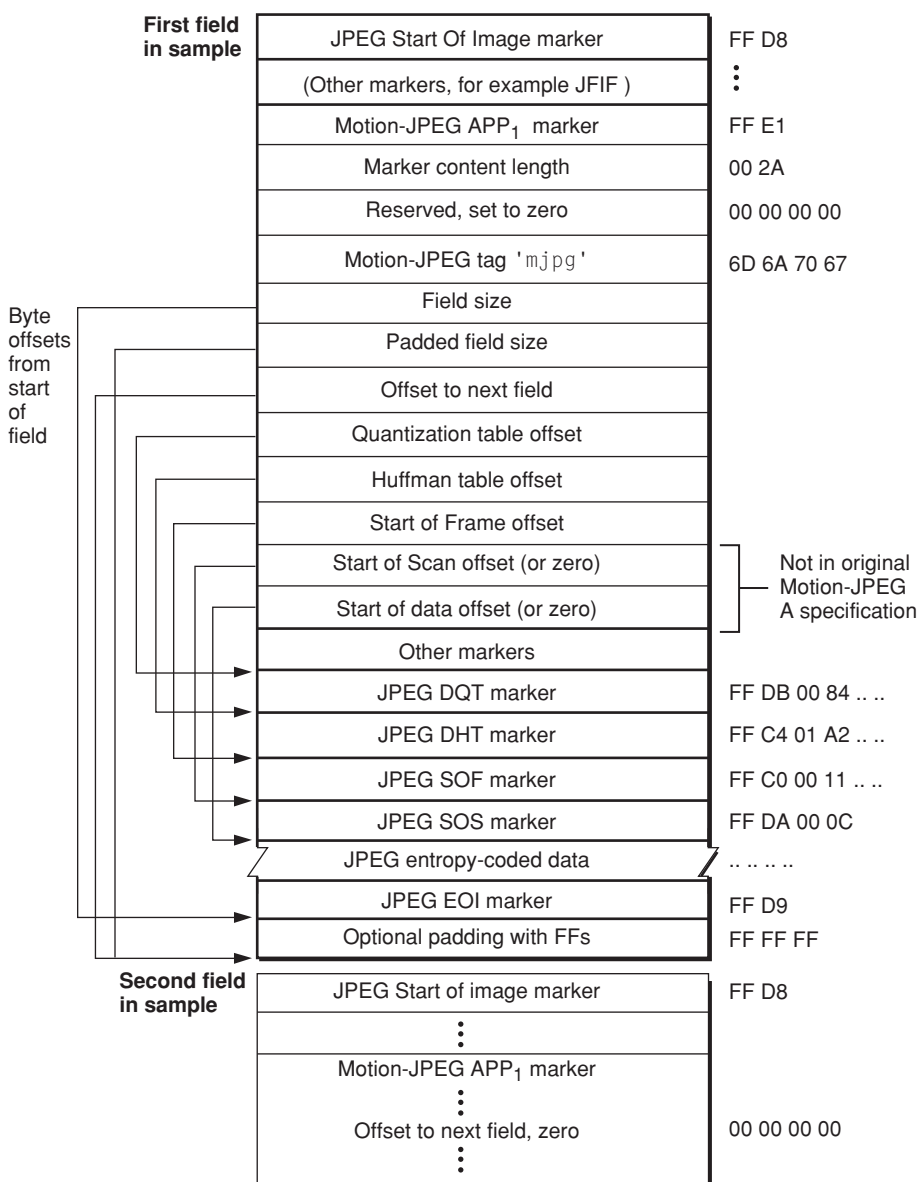 First field
in sample
JPEG Start Of Image marker
FF D8
(Other markers, for example JFIF )
Motion-JPEG APP1 marker
FF E1
Marker content length
00 2A
Reserved, set to zero
00 00 00 00
Motion-JPEG tag 'mjpg'
6D 6A 70 67
Byte
offsets
from
start
of
field
Field size
Padded field size
Offset to next field
Quantization table offset
Huffman table offset
Start of Frame offset
Start of Scan offset (or zero)
Start of data offset (or zero)
Not in original
Motion-JPEG
A specification
Other markers
JPEG DQT marker
FF DB 00 84 .. ..
JPEG DHT marker
FF C4 01 A2 .. ..
JPEG SOF marker
FF C0 00 11 .. ..
JPEG SOS marker
FF DA 00 0C
JPEG entropy-coded data
.. .. .. ..
JPEG EOI marker
FF D9
Optional padding with FFs
FF FF FF
Second field
in sample
JPEG Start of image marker
FF D8
Motion-JPEG APP1 marker
Offset to next field, zero
00 00 00 00